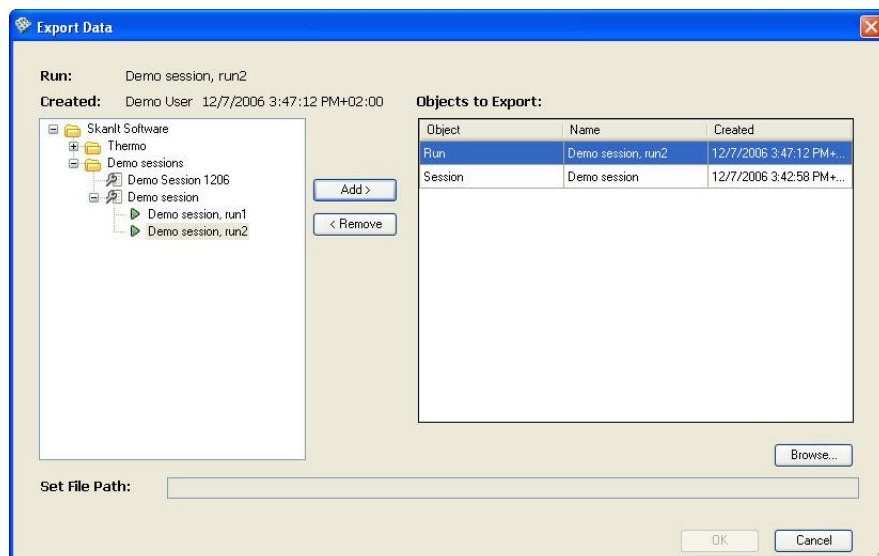 Export Data
Run: Demo session, run2
Created: Demo User 12/7/2006 3:47:12 PM+02:00
SkanIt Software
Thermo
Demo sessions
Demo Session 1206
Demo session
Demo session, run1
Demo session, run2
Add >
< Remove
Objects to Export:
Object Name Created
Run Demo session, run2 12/7/2006 3:47:12 PM+...
Session Demo session 12/7/2006 3:42:58 PM+...
Browse...
Set File Path:
OK Cancel